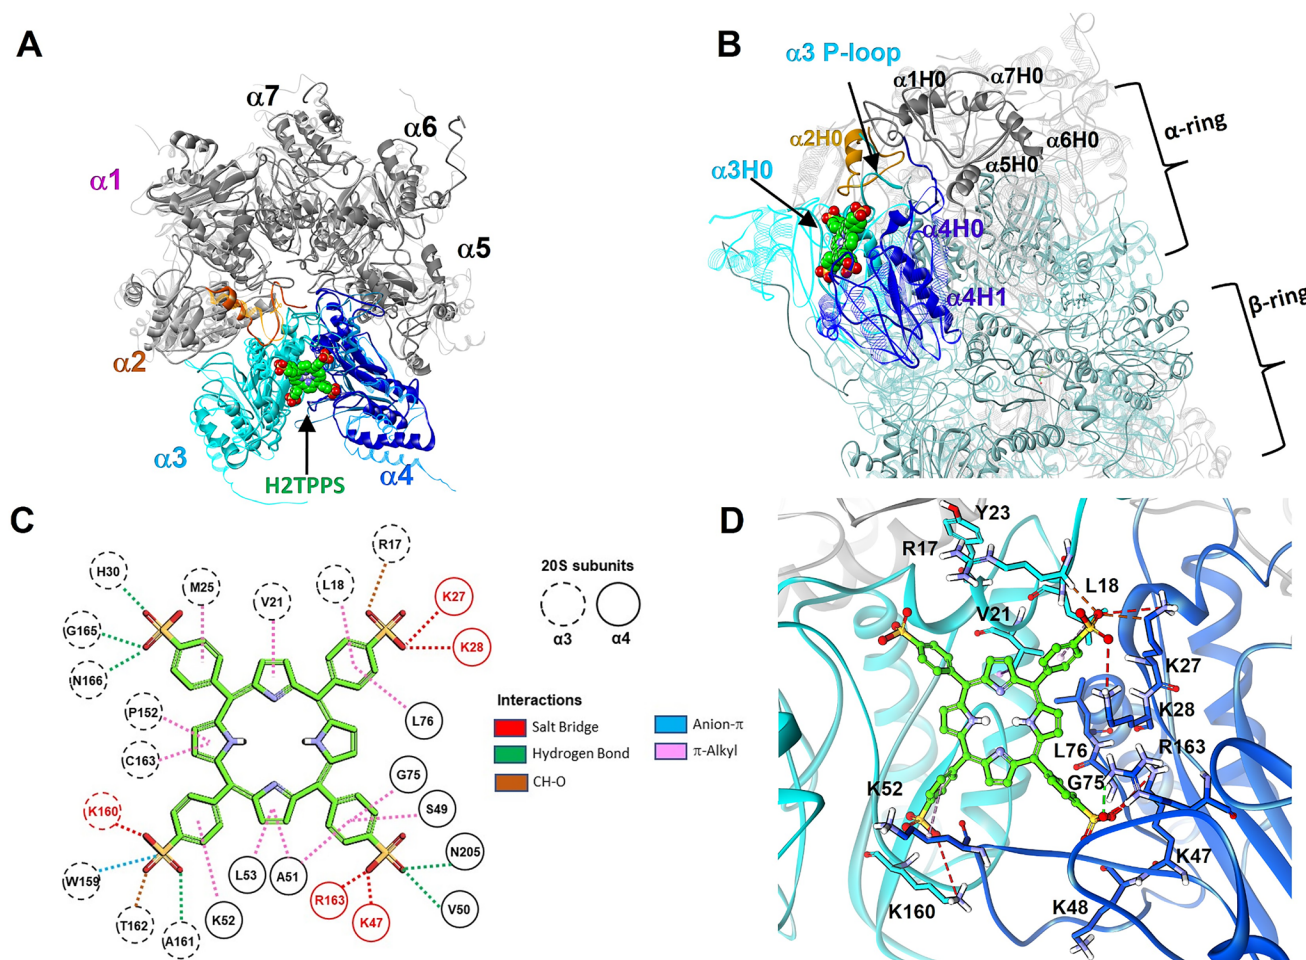 A
α7
α6
α1
α5
α2
α3
α4
H2TPPS
B
α3 P-loop
α1H0
α7H0
α2H0
α6H0
α5H0
α3H0
α4H0
α4H1
α-ring
β-ring
C
R17
H30
M25
V21
L18
K27
G165
K28
N166
P152
L76
C163
G75
K160
S49
N205
W159
L53
A51
R163
V50
T162
K52
K47
A161
20S subunits
α3
α4
Interactions
Salt Bridge
Hydrogen Bond
CH-O
Anion-π
π-Alkyl
D
Y23
R17
L18
V21
K27
K28
L76
R163
G75
K52
K47
K160
K48